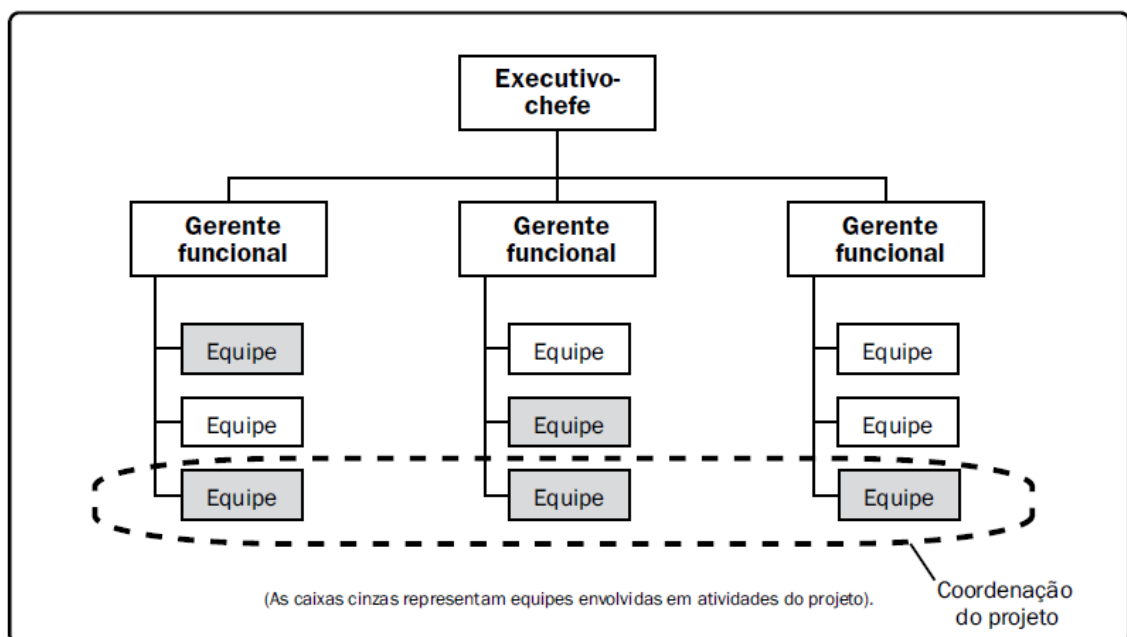 Executivo-
chefe
Gerente
funcional
Gerente
funcional
Gerente
funcional
Equipe
Equipe
Equipe
Equipe
Equipe
Equipe
Equipe
Equipe
Equipe
(As caixas cinzas representam equipes envolvidas em atividades do projeto).
Coordenação
do projeto